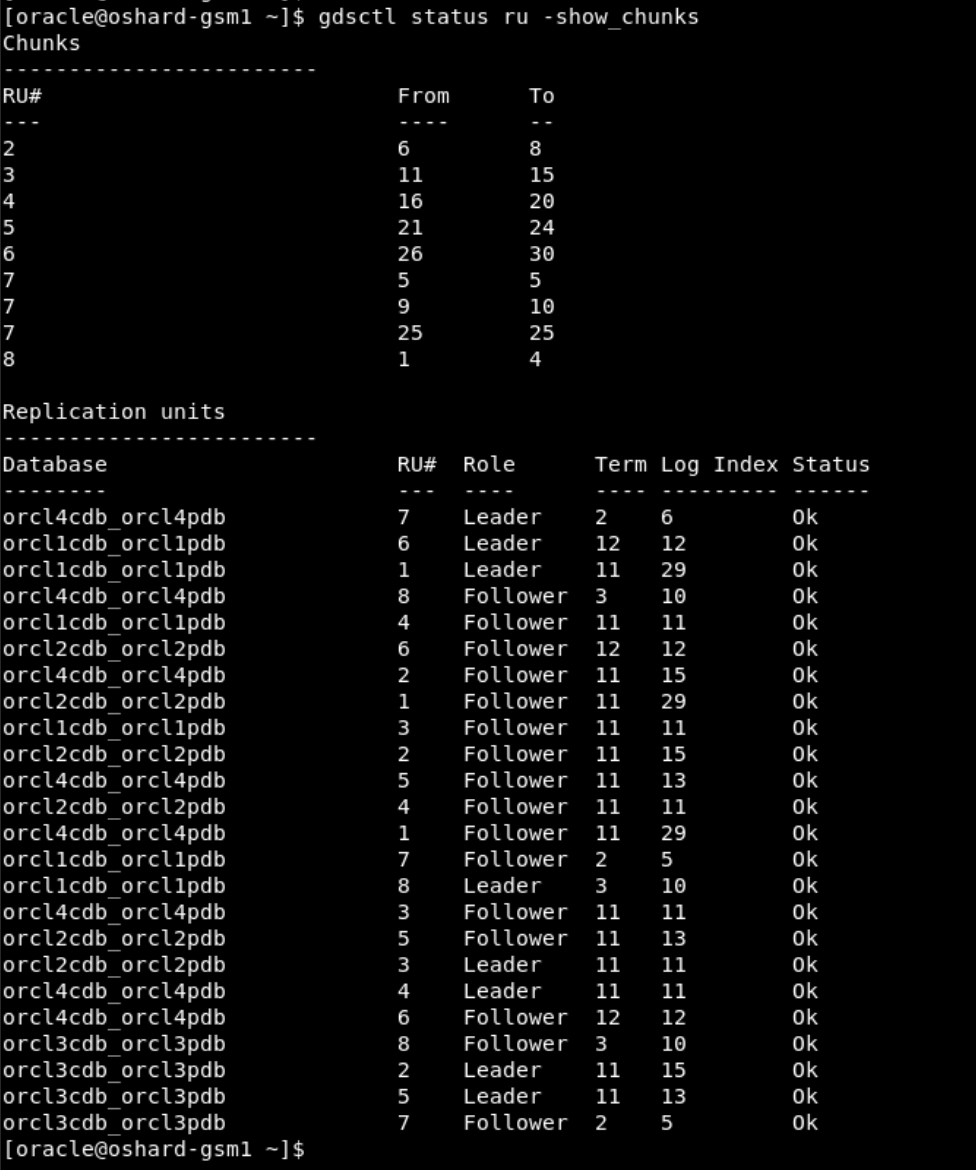 [oracle@oshard-gsm1 ~]$ gdsctl status ru -show_chunks
Chunks
------------------------
RU#                           From      To
---                           ----      --
2                             6         8
3                             11        15
4                             16        20
5                             21        24
6                             26        30
7                             5         5
7                             9         10
7                             25        25
8                             1         4

Replication units
------------------------
Database                      RU#  Role      Term Log Index Status
--------                      ---  ----      ---- --------- ------
orcl4cdb_orcl4pdb             7    Leader    2    6         Ok
orcl1cdb_orcl1pdb             6    Leader    12   12        Ok
orcl1cdb_orcl1pdb             1    Leader    11   29        Ok
orcl4cdb_orcl4pdb             8    Follower  3    10        Ok
orcl1cdb_orcl1pdb             4    Follower  11   11        Ok
orcl2cdb_orcl2pdb             6    Follower  12   12        Ok
orcl4cdb_orcl4pdb             2    Follower  11   15        Ok
orcl2cdb_orcl2pdb             1    Follower  11   29        Ok
orcl1cdb_orcl1pdb             3    Follower  11   11        Ok
orcl2cdb_orcl2pdb             2    Follower  11   15        Ok
orcl4cdb_orcl4pdb             5    Follower  11   13        Ok
orcl2cdb_orcl2pdb             4    Follower  11   11        Ok
orcl4cdb_orcl4pdb             1    Follower  11   29        Ok
orcl1cdb_orcl1pdb             7    Follower  2    5         Ok
orcl1cdb_orcl1pdb             8    Leader    3    10        Ok
orcl4cdb_orcl4pdb             3    Follower  11   11        Ok
orcl2cdb_orcl2pdb             5    Follower  11   13        Ok
orcl2cdb_orcl2pdb             3    Leader    11   11        Ok
orcl4cdb_orcl4pdb             4    Leader    11   11        Ok
orcl4cdb_orcl4pdb             6    Follower  12   12        Ok
orcl3cdb_orcl3pdb             8    Follower  3    10        Ok
orcl3cdb_orcl3pdb             2    Leader    11   15        Ok
orcl3cdb_orcl3pdb             5    Leader    11   13        Ok
orcl3cdb_orcl3pdb             7    Follower  2    5         Ok
[oracle@oshard-gsm1 ~]$